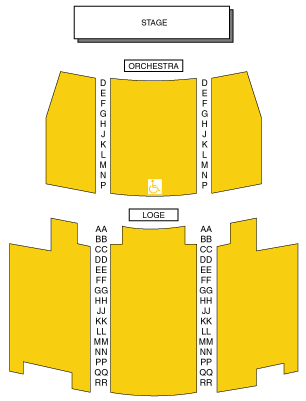 STAGE
ORCHESTRA
D D
E E
F F
G G
H H
J J
K K
L L
M M
N N
P P
LOGE
AA AA
BB BB
CC CC
DD DD
EE EE
FF FF
GG GG
HH HH
JJ JJ
KK KK
LL LL
MM MM
NN NN
PP PP
QQ QQ
RR RR